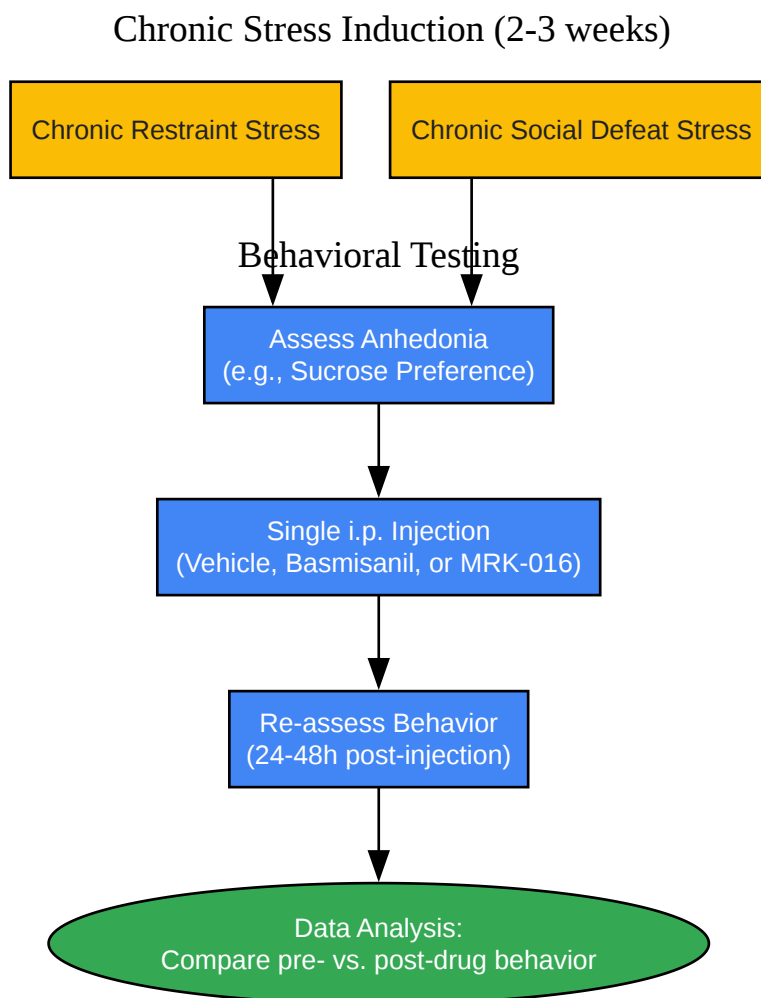 Chronic Stress Induction (2-3 weeks)
Chronic Restraint Stress
Chronic Social Defeat Stress
Behavioral Testing
Assess Anhedonia
(e.g., Sucrose Preference)
Single i.p. Injection
(Vehicle, Basmisanil, or MRK-016)
Re-assess Behavior
(24-48h post-injection)
Data Analysis:
Compare pre- vs. post-drug behavior